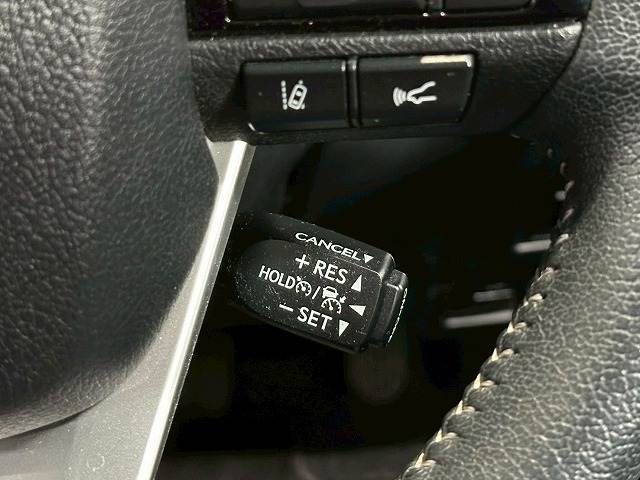 CANCEL▼
+ RES ▲
HOLD / ◀
− SET ▼